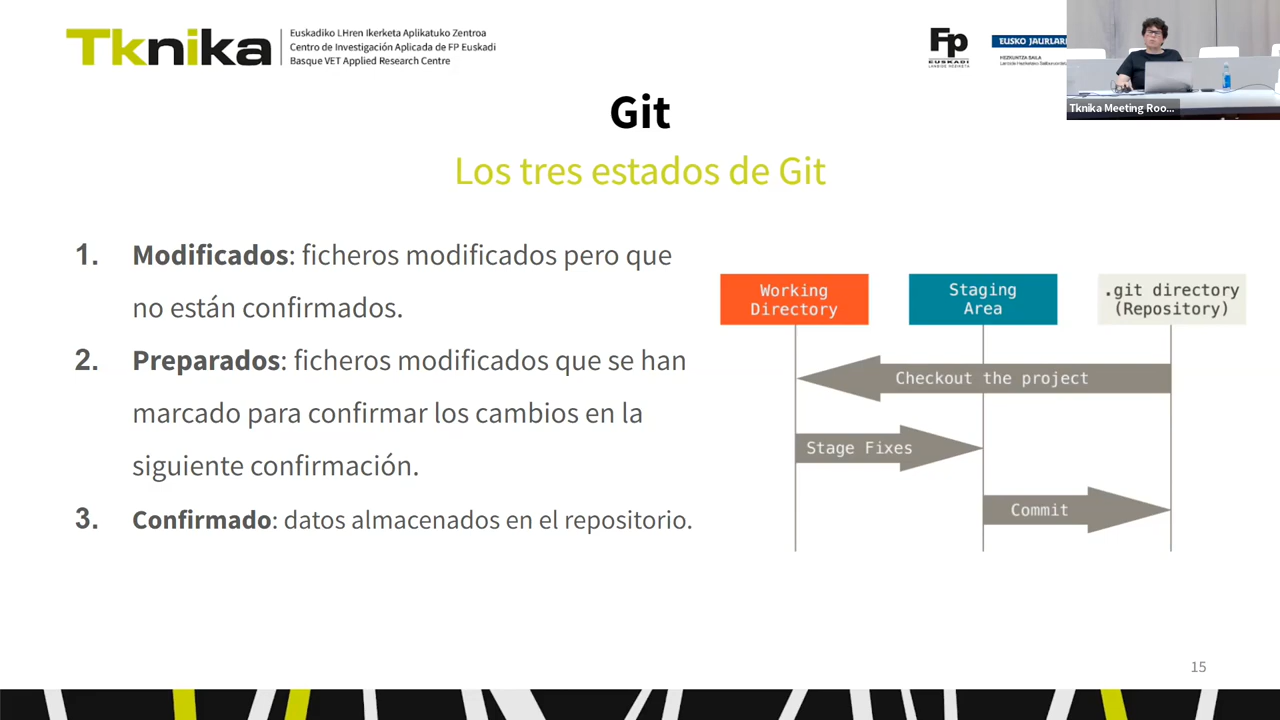 Tknika
Euskadiko LHren Ikerketa Aplikatuko Zentroa
Centro de Investigación Aplicada de FP Euskadi
Basque VET Applied Research Centre
Fp
EUSKADI
EUSKO JAURLARI
Tknika Meeting Roo...
Git
Los tres estados de Git
1. Modificados: ficheros modificados pero que
no están confirmados.
2. Preparados: ficheros modificados que se han
marcado para confirmar los cambios en la
siguiente confirmación.
3. Confirmado: datos almacenados en el repositorio.
Working
Directory
Staging
Area
.git directory
(Repository)
Checkout the project
Stage Fixes
Commit
15